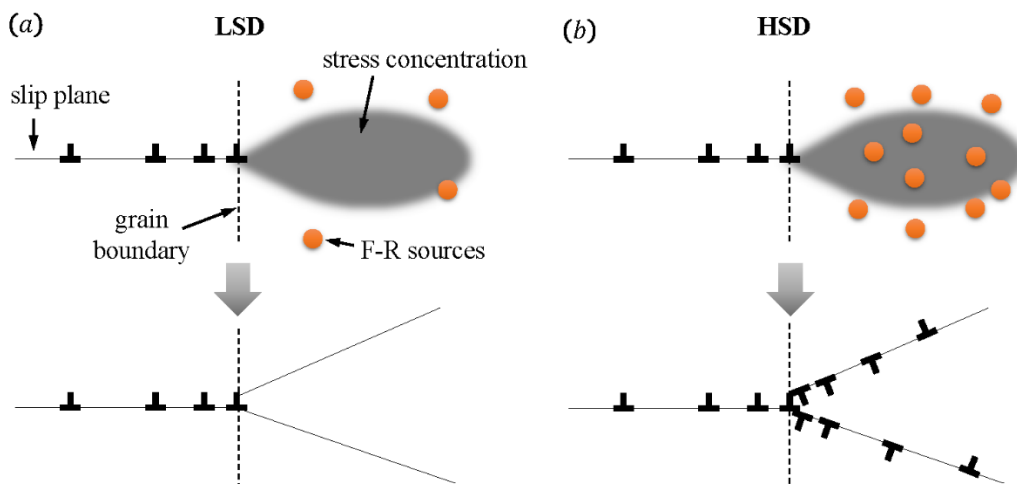 (a)
LSD
stress concentration
slip plane
grain
boundary
F-R sources
(b)
HSD